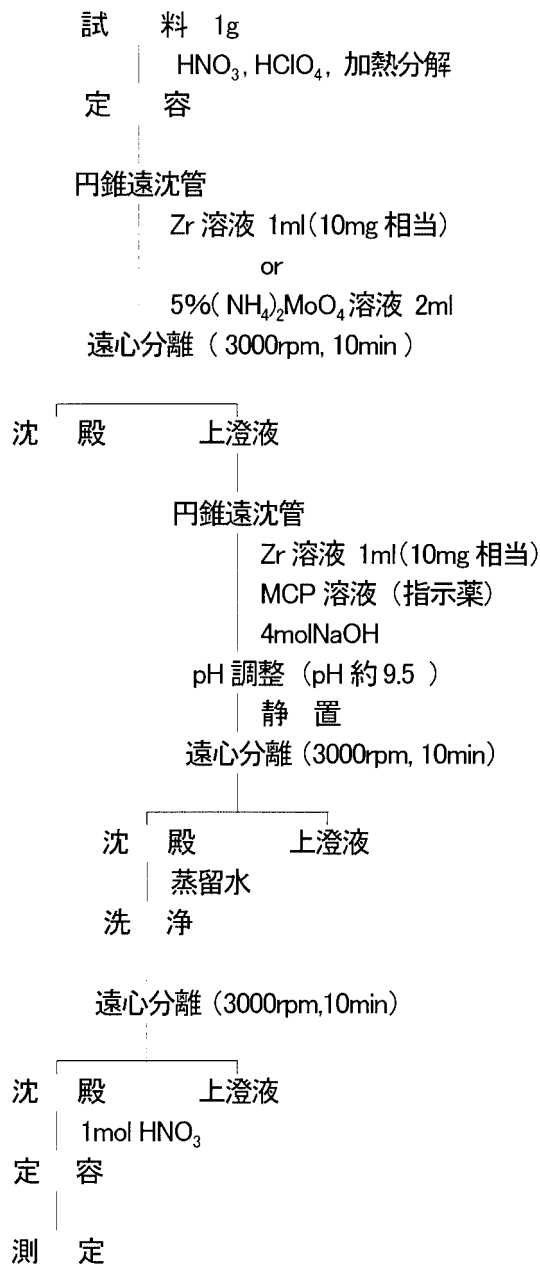 試 料 1g
HNO3, HClO4, 加熱分解
定 容
円錐遠沈管
Zr 溶液 1ml(10mg 相当)
or
5%(NH4)2MoO4 溶液 2ml
遠心分離 (3000rpm, 10min)
沈 殿 上澄液
円錐遠沈管
Zr 溶液 1ml(10mg 相当)
MCP 溶液 (指示薬)
4molNaOH
pH 調整 (pH 約 9.5)
静 置
遠心分離 (3000rpm, 10min)
沈 殿 上澄液
蒸留水
洗 浄
遠心分離 (3000rpm,10min)
沈 殿 上澄液
1mol HNO3
定 容
測 定